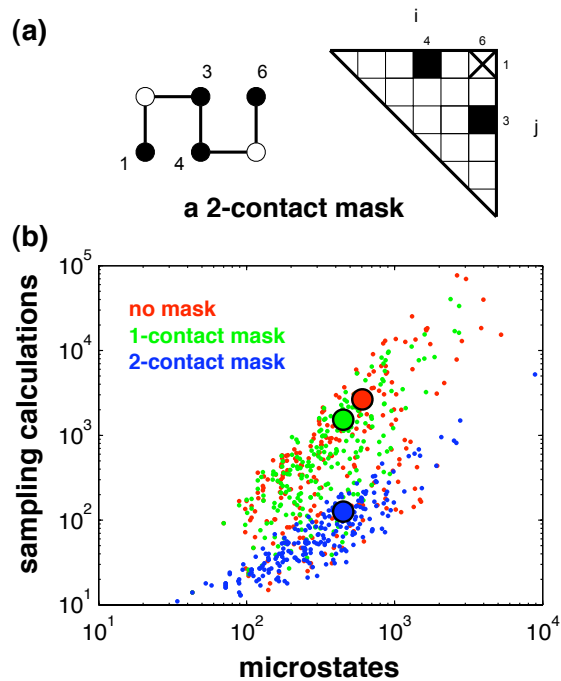 (a)
i
4 6
1
3 6
3
j
1 4
a 2-contact mask
(b)
sampling calculations
10^5
10^4
10^3
10^2
10^1
no mask
1-contact mask
2-contact mask
10^1 10^2 10^3 10^4
microstates